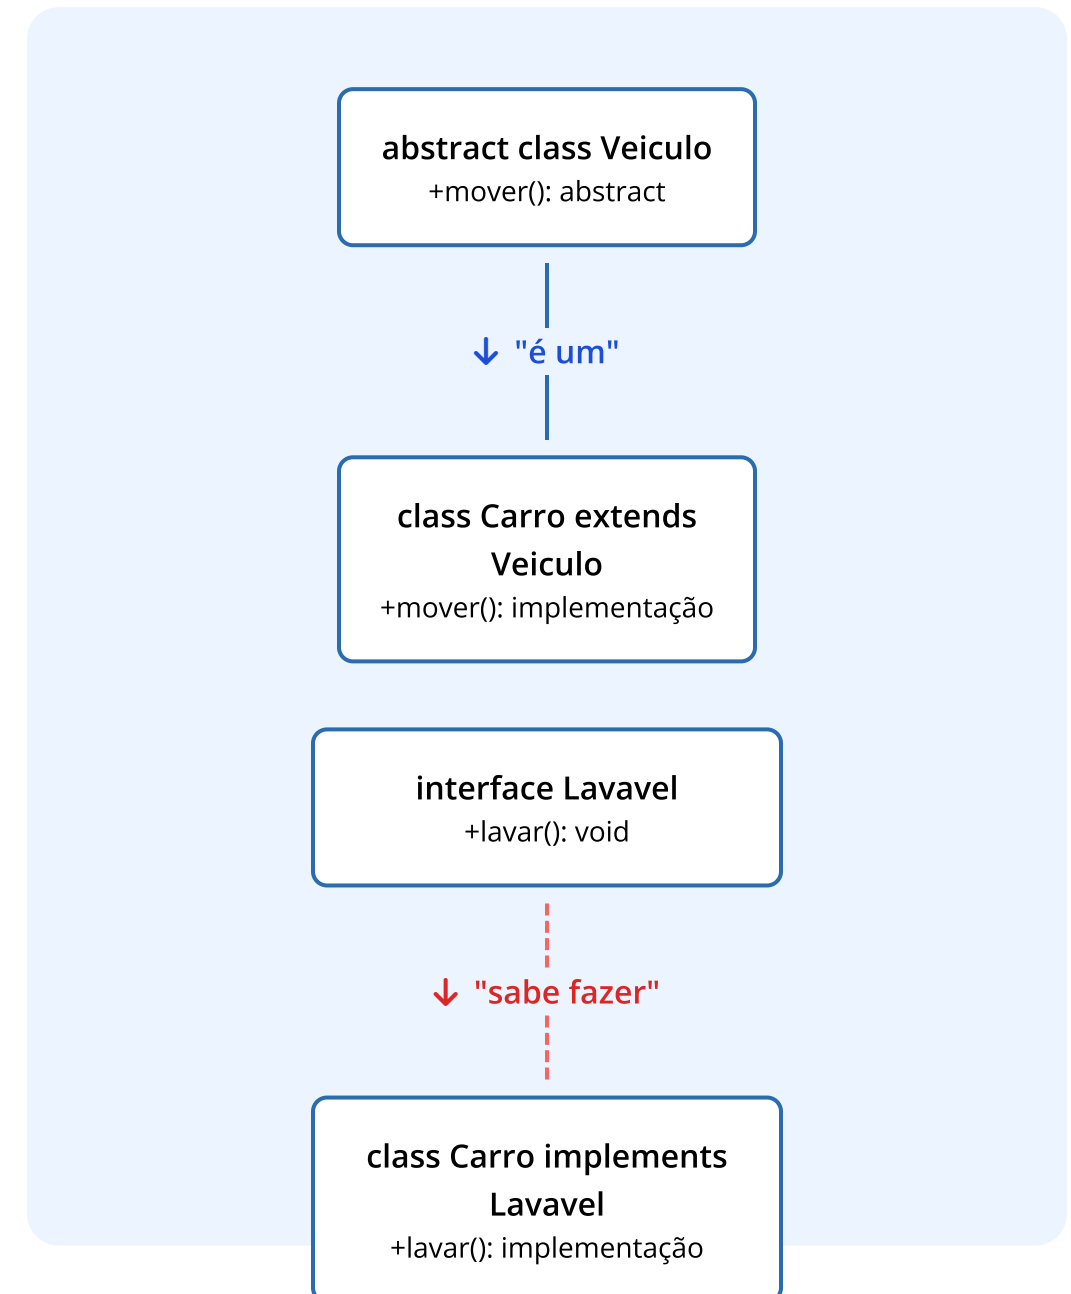 abstract class Veiculo
+mover(): abstract
↓ "é um"
class Carro extends
Veiculo
+mover(): implementação
interface Lavavel
+lavar(): void
↓ "sabe fazer"
class Carro implements
Lavavel
+lavar(): implementação